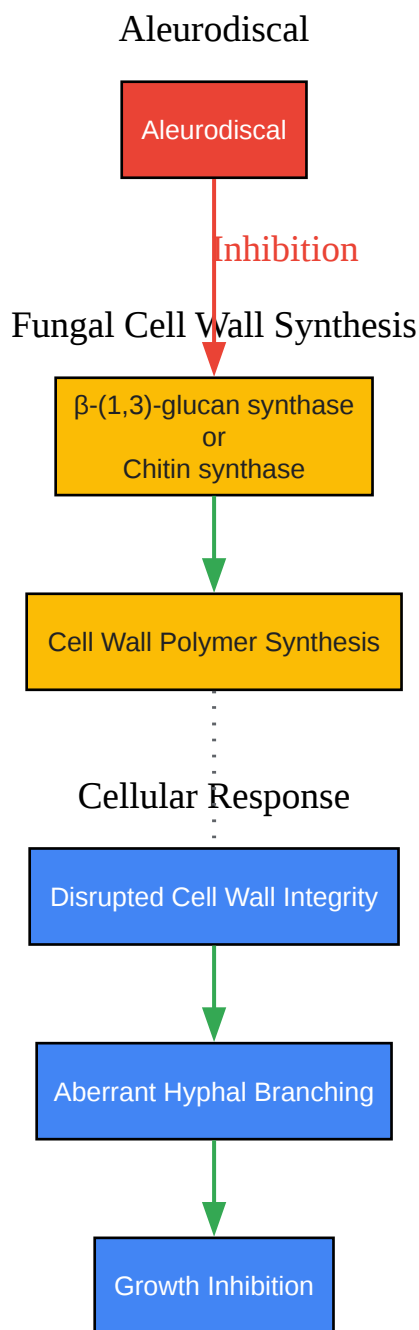 Aleurodiscal
Aleurodiscal
Inhibition
Fungal Cell Wall Synthesis
β-(1,3)-glucan synthase
or
Chitin synthase
Cell Wall Polymer Synthesis
Cellular Response
Disrupted Cell Wall Integrity
Aberrant Hyphal Branching
Growth Inhibition